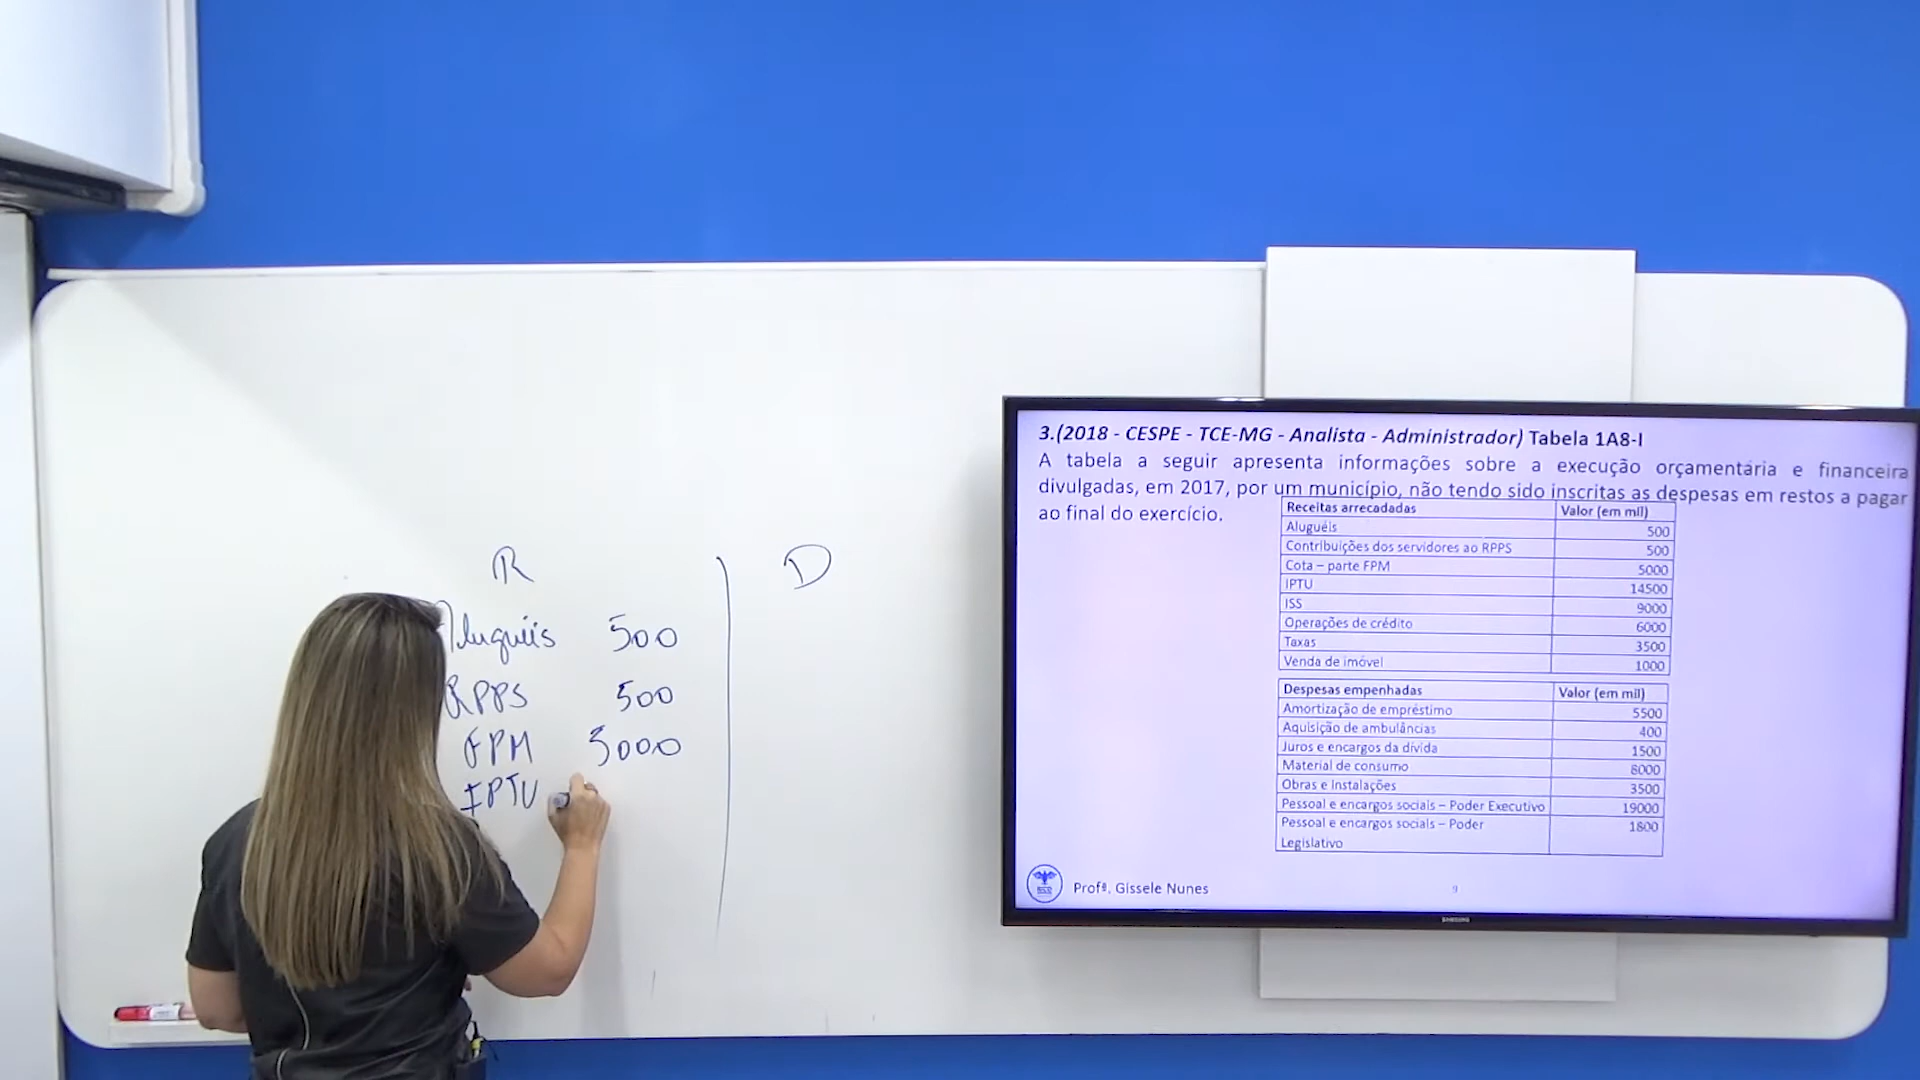 R D
Aluguéis 500
RPPS 500
FPM 5000
IPTU
3.(2018 - CESPE - TCE-MG - Analista - Administrador) Tabela 1A8-I
A tabela a seguir apresenta informações sobre a execução orçamentária e financeira
divulgadas, em 2017, por um município, não tendo sido inscritas as despesas em restos a pagar
ao final do exercício.
Receitas arrecadadas Valor (em mil)
Aluguéis 500
Contribuições dos servidores ao RPPS 500
Cota – parte FPM 5000
IPTU 14500
ISS 9000
Operações de crédito 6000
Taxas 3500
Venda de imóvel 1000
Despesas empenhadas Valor (em mil)
Amortização de empréstimo 5500
Aquisição de ambulâncias 400
Juros e encargos da dívida 1500
Material de consumo 8000
Obras e Instalações 3500
Pessoal e encargos sociais – Poder Executivo 19000
Pessoal e encargos sociais – Poder 1800
Legislativo
Profª. Gissele Nunes 9
SAMSUNG